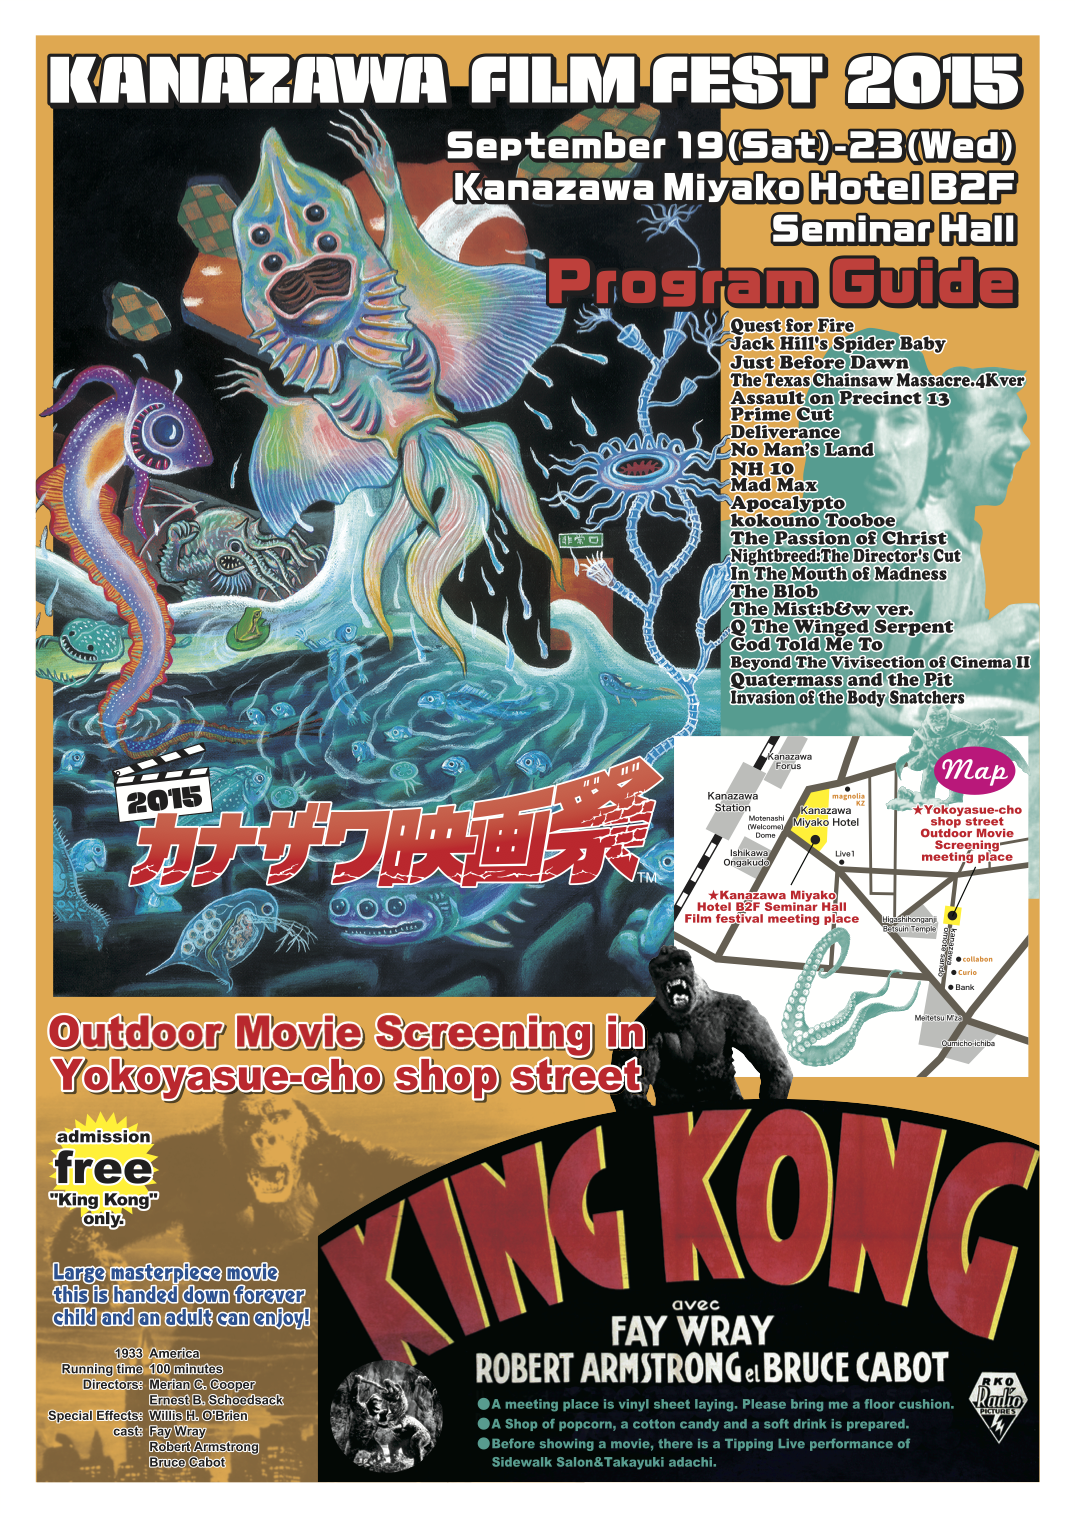 KANAZAWA FILM FEST 2015
September 19(Sat)-23(Wed)
Kanazawa Miyako Hotel B2F
Seminar Hall
Program Guide
Quest for Fire
Jack Hill's Spider Baby
Just Before Dawn
The Texas Chainsaw Massacre.4Kver
Assault on Precinct 13
Prime Cut
Deliverance
No Man's Land
NH 10
Mad Max
Apocalypto
kokouno Tooboe
The Passion of Christ
Nightbreed:The Director's Cut
In The Mouth of Madness
The Blob
The Mist:b&w ver.
Q The Winged Serpent
God Told Me To
Beyond The Vivisection of Cinema II
Quatermass and the Pit
Invasion of the Body Snatchers
非常口
2015
カナザワ映画祭
TM
Map
Kanazawa
Forus
Kanazawa
Station
magnolia
KZ
Kanazawa
Miyako Hotel
Motenashi
(Welcome)
Dome
Ishikawa
Ongakudo
Live1
★Yokoyasue-cho
shop street
Outdoor Movie
Screening
meeting place
★Kanazawa Miyako
Hotel B2F Seminar Hall
Film festival meeting place
Higashihonganji
Betsuin Temple
kanazawa
omote sando
collabon
Curio
Bank
Meitetsu M'za
Oumicho-ichiba
Outdoor Movie Screening in
Yokoyasue-cho shop street
admission
free
"King Kong"
only.
Large masterpiece movie
this is handed down forever
child and an adult can enjoy!
1933 America
Running time 100 minutes
Directors: Merian C. Cooper
Ernest B. Schoedsack
Special Effects: Willis H. O'Brien
cast: Fay Wray
Robert Armstrong
Bruce Cabot
KING KONG
avec
FAY WRAY
ROBERT ARMSTRONG et BRUCE CABOT
●A meeting place is vinyl sheet laying. Please bring me a floor cushion.
●A Shop of popcorn, a cotton candy and a soft drink is prepared.
●Before showing a movie, there is a Tipping Live performance of
Sidewalk Salon&Takayuki adachi.
RKO
Radio
PICTURES